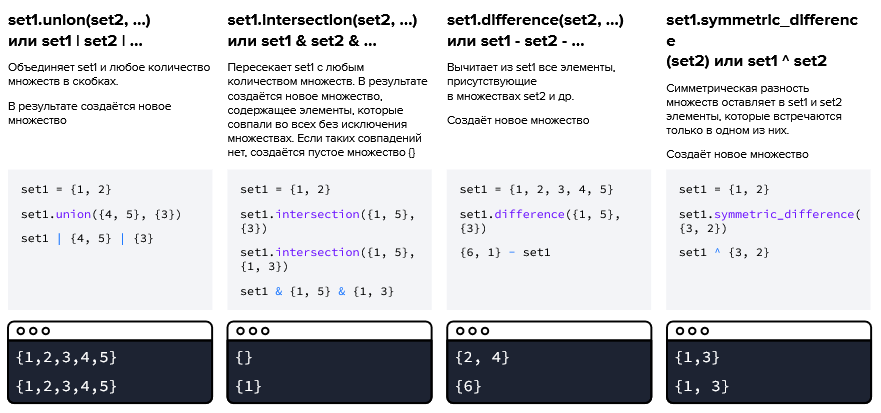 set1.union(set2, ...)
или set1 | set2 | ...
Объединяет set1 и любое количество
множеств в скобках.
В результате создаётся новое
множество
set1 = {1, 2}
set1.union({4, 5}, {3})
set1 | {4, 5} | {3}
{1,2,3,4,5}
{1,2,3,4,5}
set1.intersection(set2, ...)
или set1 & set2 & ...
Пересекает set1 с любым
количеством множеств. В результате
создаётся новое множество,
содержащее элементы, которые
совпали во всех без исключения
множествах. Если таких совпадений
нет, создаётся пустое множество {}
set1 = {1, 2}
set1.intersection({1, 5},
{3})
set1.intersection({1, 5},
{1, 3})
set1 & {1, 5} & {1, 3}
{}
{1}
set1.difference(set2, ...)
или set1 - set2 - ...
Вычитает из set1 все элементы,
присутствующие
в множествах set2 и др.
Создаёт новое множество
set1 = {1, 2, 3, 4, 5}
set1.difference({1, 5},
{3})
{6, 1} - set1
{2, 4}
{6}
set1.symmetric_differenc
e
(set2) или set1 ^ set2
Симметрическая разность
множеств оставляет в set1 и set2
элементы, которые встречаются
только в одном из них.
Создаёт новое множество
set1 = {1, 2}
set1.symmetric_difference(
{3, 2})
set1 ^ {3, 2}
{1,3}
{1, 3}